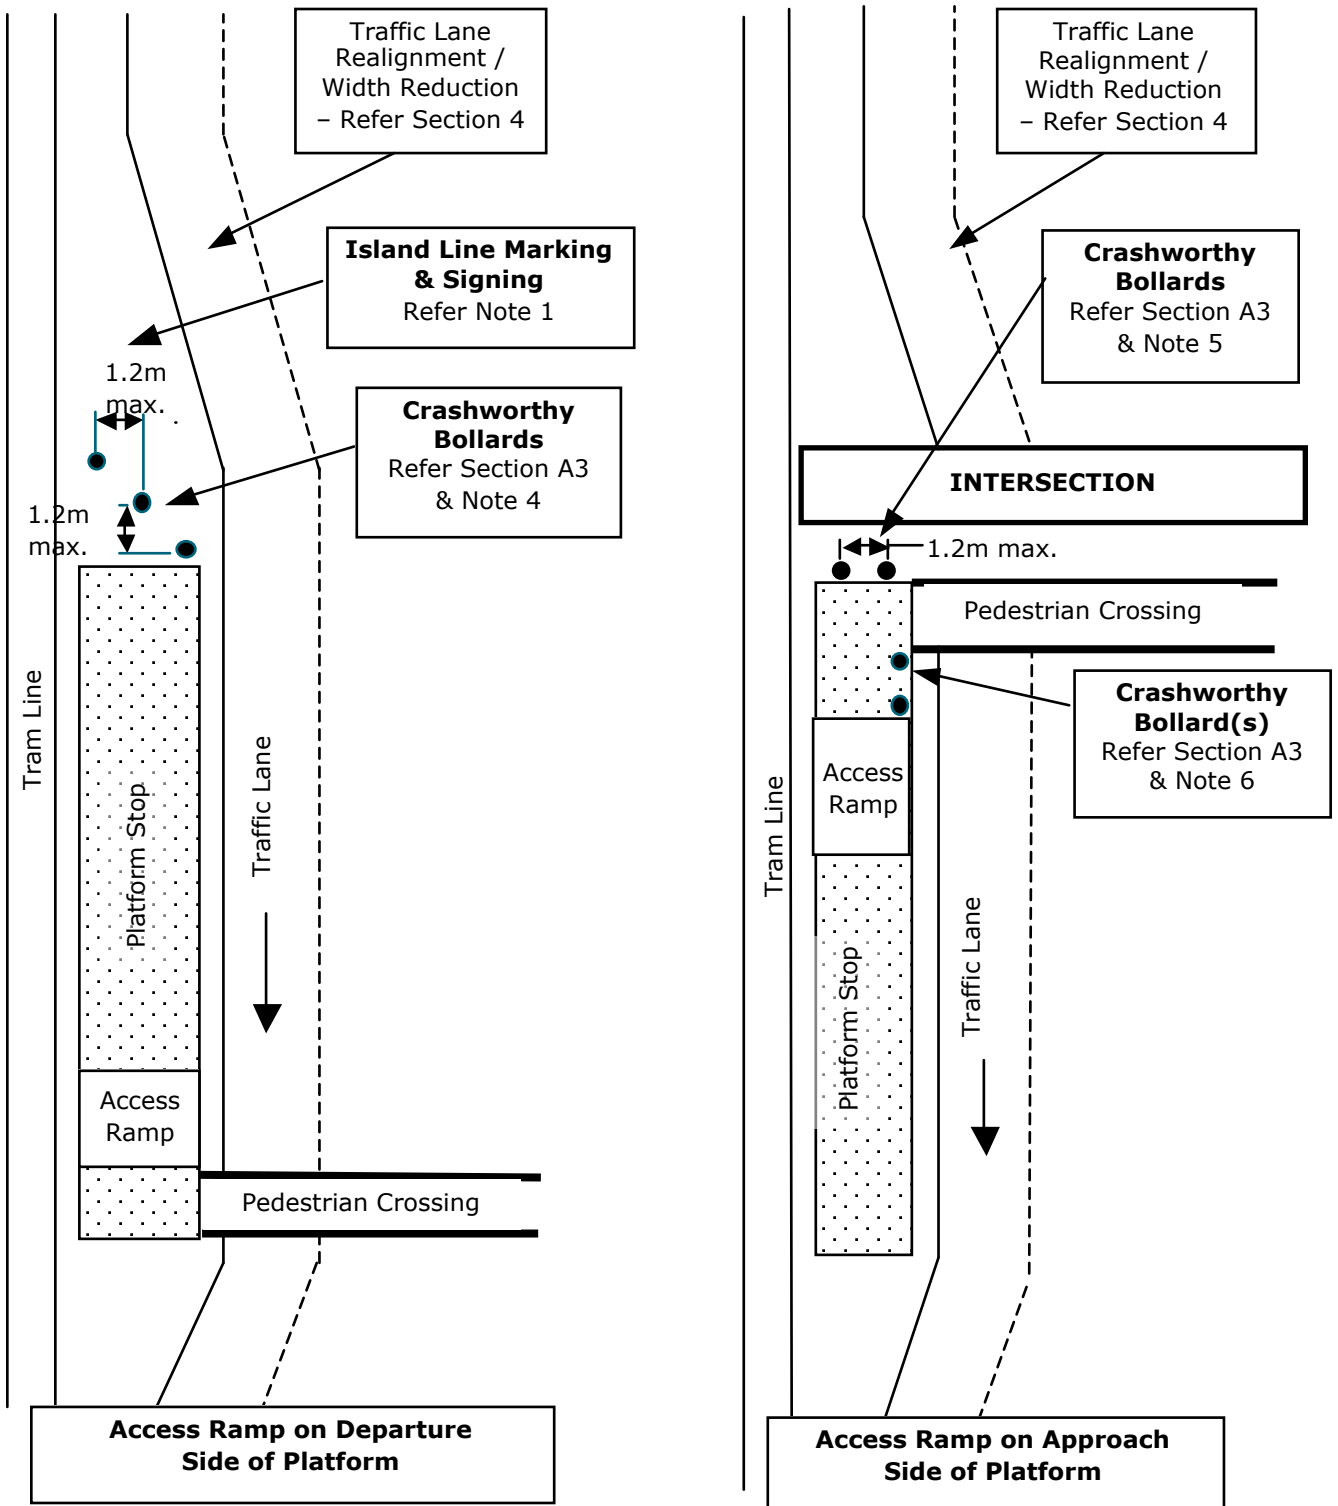 Traffic Lane
Realignment /
Width Reduction
– Refer Section 4
Island Line Marking
& Signing
Refer Note 1
1.2m
max.
Crashworthy
Bollards
Refer Section A3
& Note 4
1.2m
max.
Tram Line
Platform Stop
Traffic Lane
Access
Ramp
Pedestrian Crossing
Access Ramp on Departure
Side of Platform
Traffic Lane
Realignment /
Width Reduction
– Refer Section 4
Crashworthy
Bollards
Refer Section A3
& Note 5
INTERSECTION
1.2m max.
Pedestrian Crossing
Crashworthy
Bollard(s)
Refer Section A3
& Note 6
Access
Ramp
Tram Line
Platform Stop
Traffic Lane
Access Ramp on Approach
Side of Platform